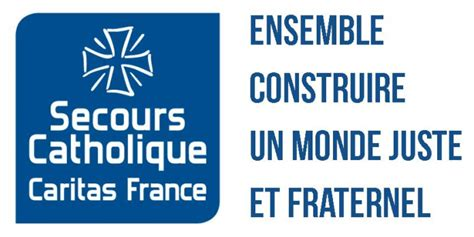 Secours
Catholique
Caritas France
ENSEMBLE
CONSTRUIRE
UN MONDE JUSTE
ET FRATERNEL